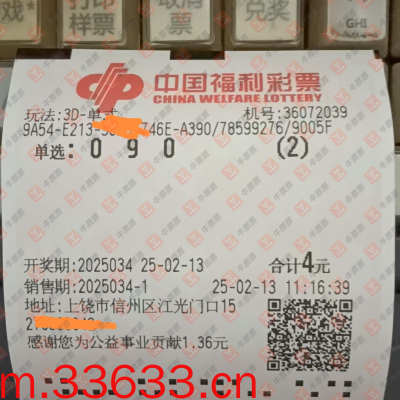 戏*
打印
样票
取消
票
兑奖
GHI
中国福利彩票
CHINA WELFARE LOTTERY
玩法:3D-单式 机号:36072039
9A54-E213- 746E-A390/78599276/9005F
单选: 0 9 0 (2)
开奖期:2025034 25-02-13 合计4元
销售期:2025034-1 25-02-13 11:16:39
地址:上饶市信州区江光门口15
感谢您为公益事业贡献1.36元
m.33633.cn